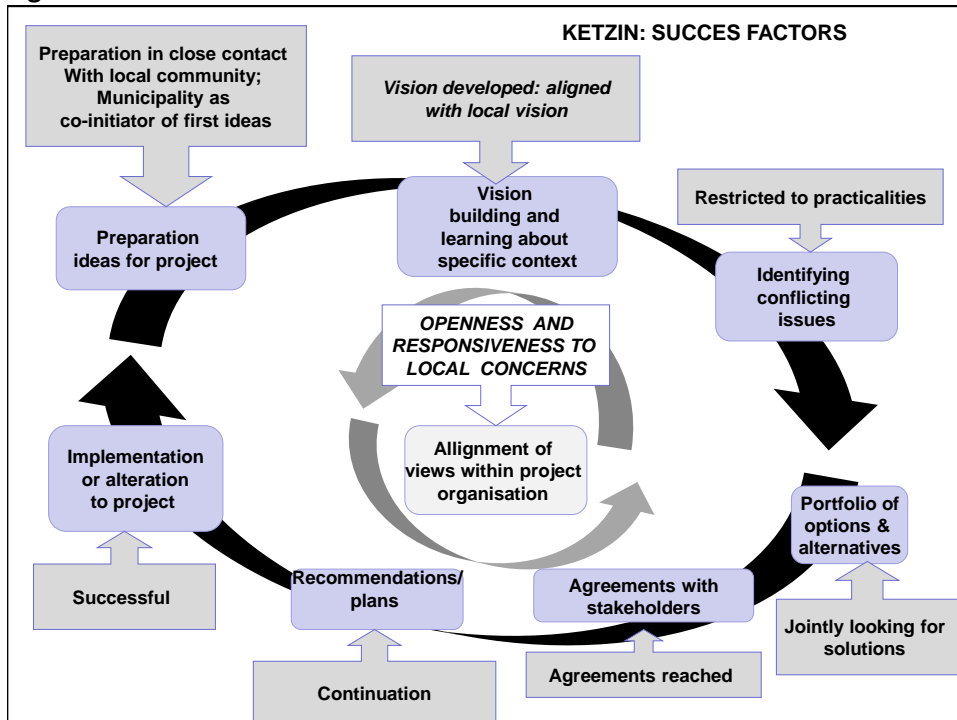 KETZIN: SUCCES FACTORS
Preparation in close contact
With local community;
Municipality as
co-initiator of first ideas
Vision developed: aligned
with local vision
Restricted to practicalities
Preparation
ideas for project
Vision
building and
learning about
specific context
Identifying
conflicting
issues
OPENNESS AND
RESPONSIVENESS TO
LOCAL CONCERNS
Allignment of
views within project
organisation
Implementation
or alteration
to project
Portfolio of
options &
alternatives
Recommendations/
plans
Agreements with
stakeholders
Successful
Continuation
Agreements reached
Jointly looking for
solutions